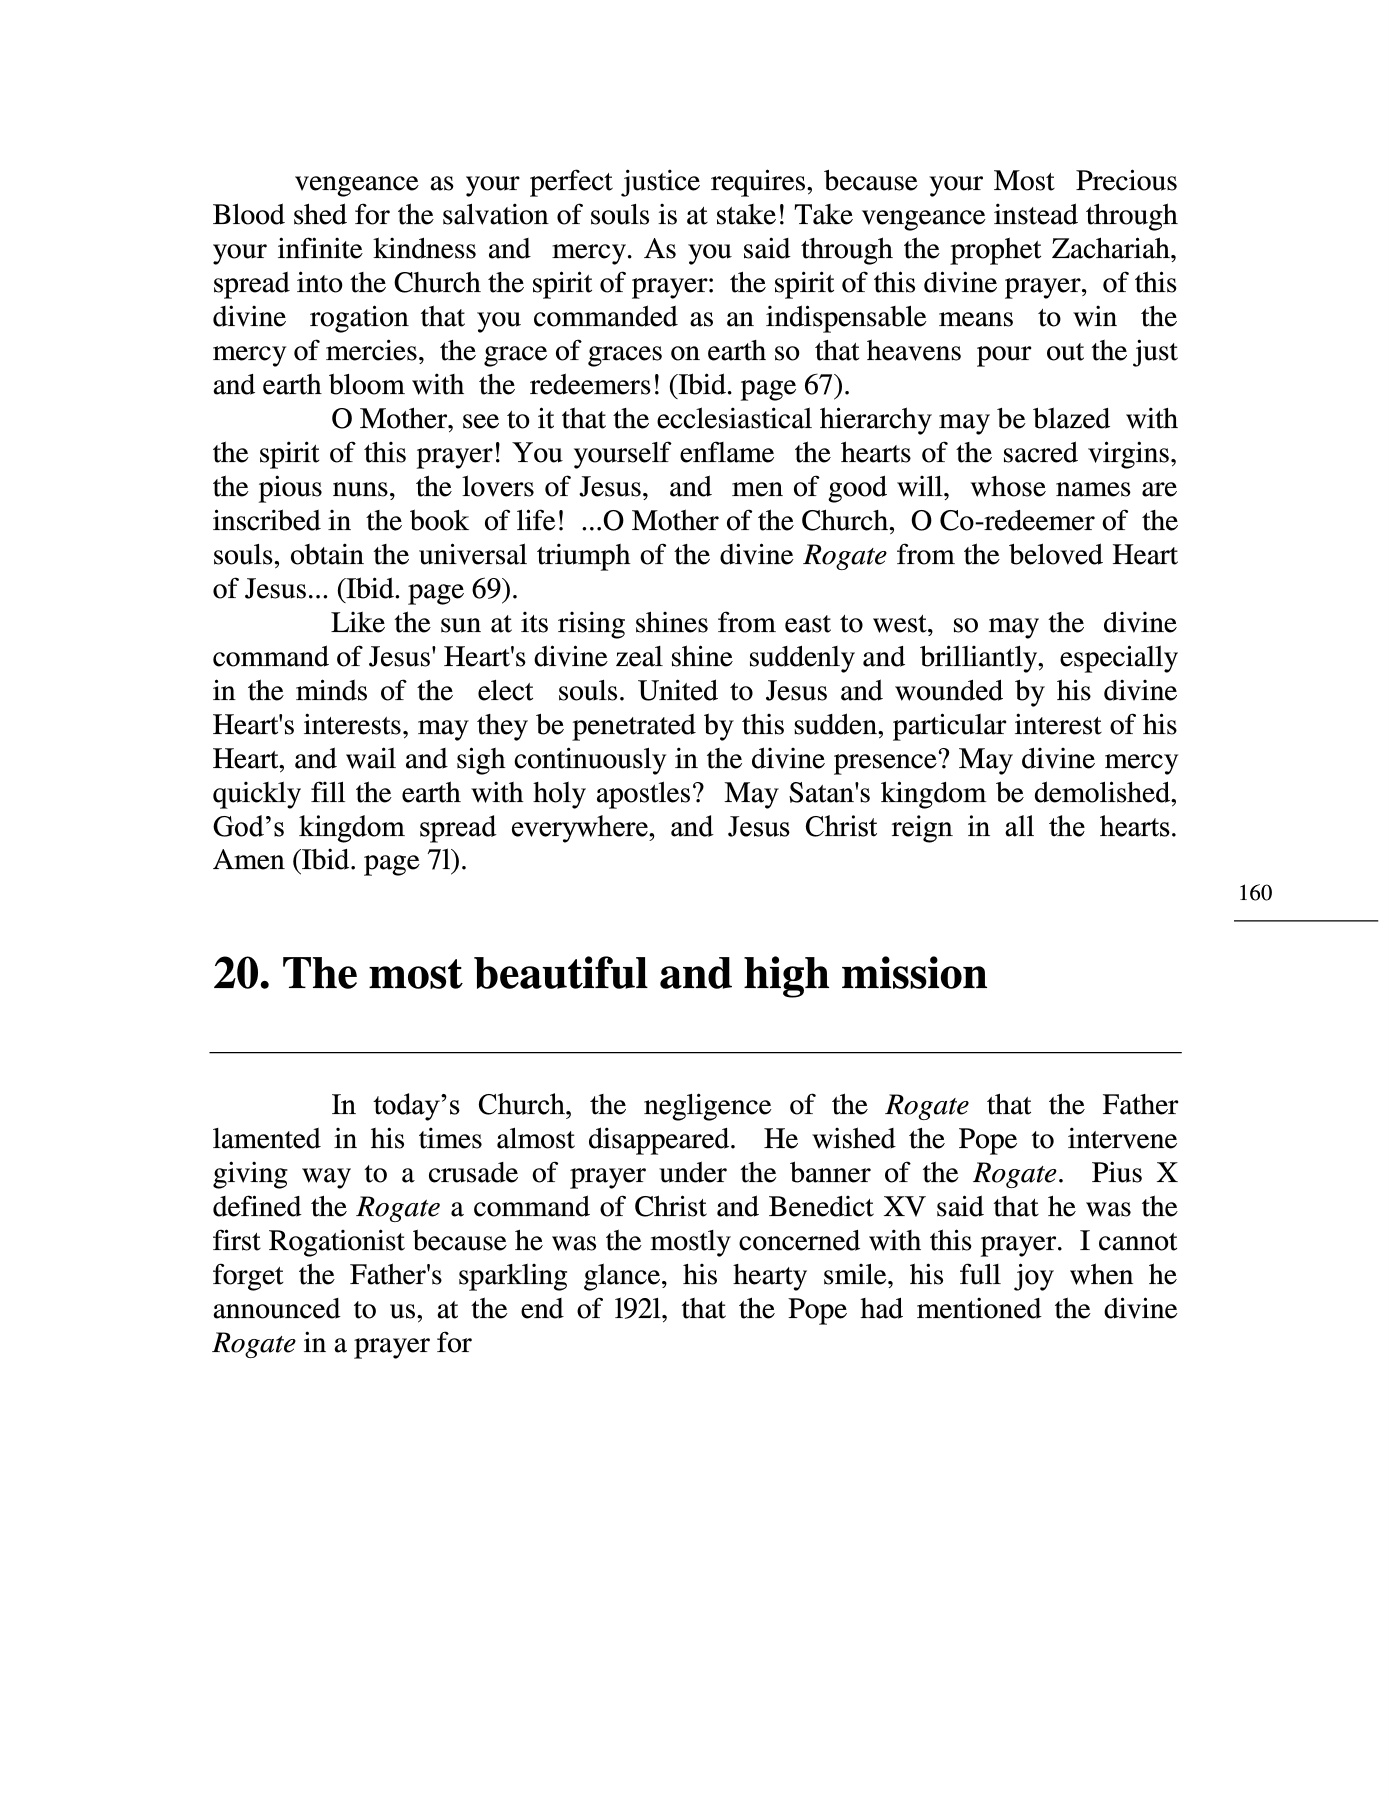 vengeance as your perfect justice requires, because your Most Precious
Blood shed for the salvation of souls is at stake! Take vengeance instead through
your infinite kindness and mercy. As you said through the prophet Zachariah,
spread into the Church the spirit of prayer: the spirit of this divine prayer, of this
divine rogation that you commanded as an indispensable means to win the
mercy of mercies, the grace of graces on earth so that heavens pour out the just
and earth bloom with the redeemers! (Ibid. page 67).
O Mother, see to it that the ecclesiastical hierarchy may be blazed with
the spirit of this prayer! You yourself enflame the hearts of the sacred virgins,
the pious nuns, the lovers of Jesus, and men of good will, whose names are
inscribed in the book of life! ...O Mother of the Church, O Co-redeemer of the
souls, obtain the universal triumph of the divine Rogate from the beloved Heart
of Jesus... (Ibid. page 69).
Like the sun at its rising shines from east to west, so may the divine
command of Jesus' Heart's divine zeal shine suddenly and brilliantly, especially
in the minds of the elect souls. United to Jesus and wounded by his divine
Heart's interests, may they be penetrated by this sudden, particular interest of his
Heart, and wail and sigh continuously in the divine presence? May divine mercy
quickly fill the earth with holy apostles? May Satan's kingdom be demolished,
God’s kingdom spread everywhere, and Jesus Christ reign in all the hearts.
Amen (Ibid. page 7l).
160
20. The most beautiful and high mission
In today’s Church, the negligence of the Rogate that the Father
lamented in his times almost disappeared. He wished the Pope to intervene
giving way to a crusade of prayer under the banner of the Rogate. Pius X
defined the Rogate a command of Christ and Benedict XV said that he was the
first Rogationist because he was the mostly concerned with this prayer. I cannot
forget the Father's sparkling glance, his hearty smile, his full joy when he
announced to us, at the end of l92l, that the Pope had mentioned the divine
Rogate in a prayer for